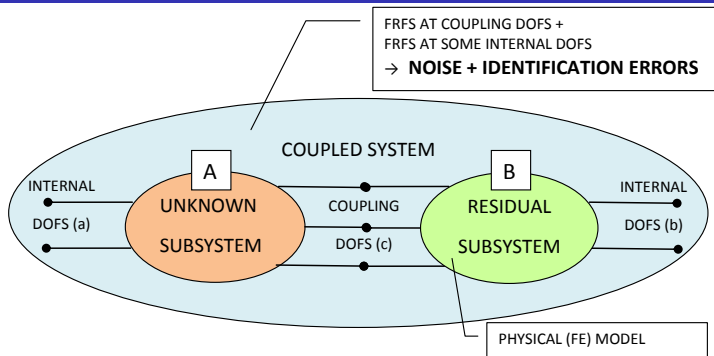 FRFS AT COUPLING DOFS +
FRFS AT SOME INTERNAL DOFS
→ NOISE + IDENTIFICATION ERRORS
COUPLED SYSTEM
A
B
INTERNAL
DOFS (a)
UNKNOWN
SUBSYSTEM
COUPLING
DOFS (c)
RESIDUAL
SUBSYSTEM
INTERNAL
DOFS (b)
PHYSICAL (FE) MODEL